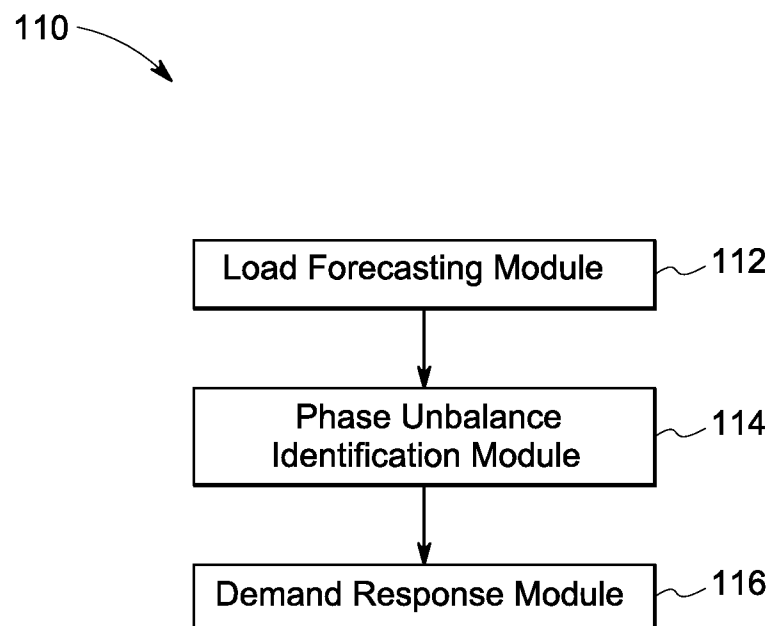 110
Load Forecasting Module
112
Phase Unbalance
Identification Module
114
Demand Response Module
116